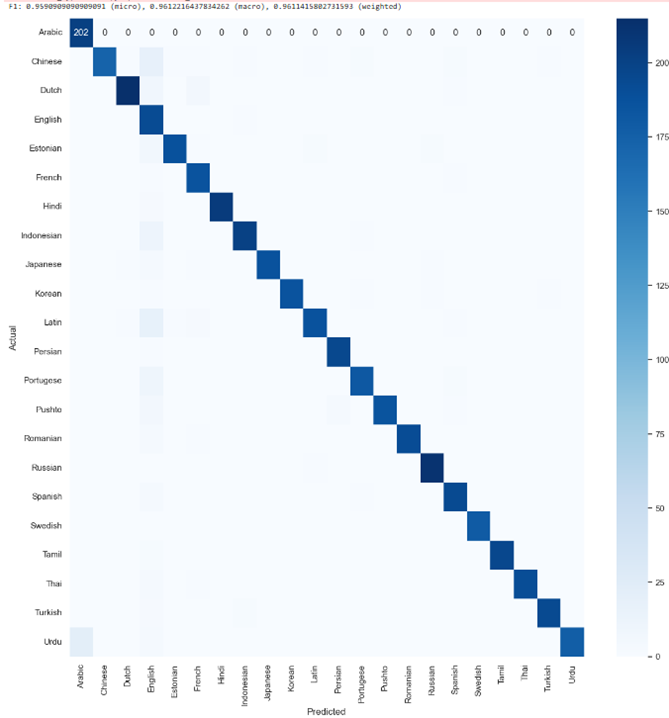 F1: 0.9590909090909091 (micro), 0.9612216437834262 (macro), 0.9611415802731593 (weighted)
Arabic 202 0 0 0 0 0 0 0 0 0 0 0 0 0 0 0 0 0 0 0 0 0
Chinese
Dutch
English
Estonian
French
Hindi
Indonesian
Japanese
Korean
Latin
Persian
Portugese
Pushto
Romanian
Russian
Spanish
Swedish
Tamil
Thai
Turkish
Urdu
Actual
Arabic Chinese Dutch English Estonian French Hindi Indonesian Japanese Korean Latin Persian Portugese Pushto Romanian Russian Spanish Swedish Tamil Thai Turkish Urdu
Predicted
200
175
150
125
100
75
50
25
0